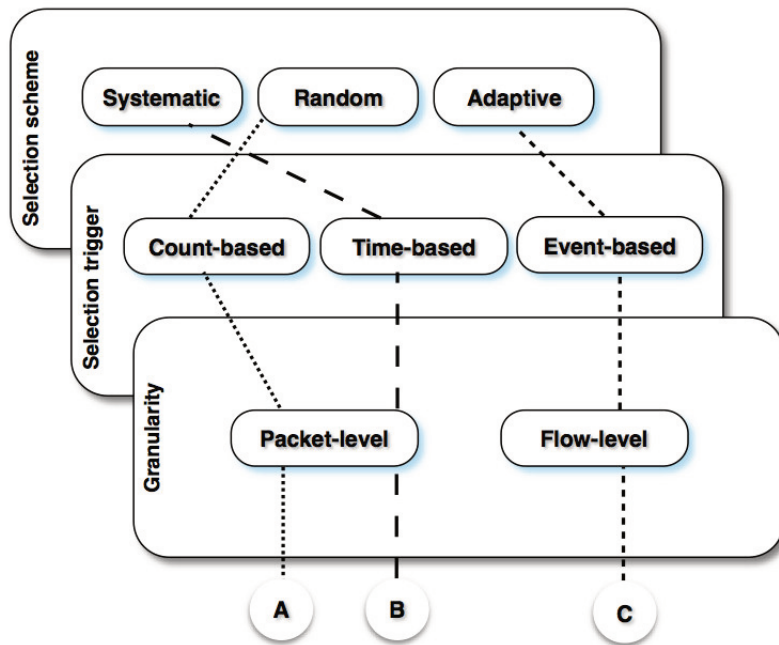 Selection scheme
Systematic
Random
Adaptive
Selection trigger
Count-based
Time-based
Event-based
Granularity
Packet-level
Flow-level
A
B
C